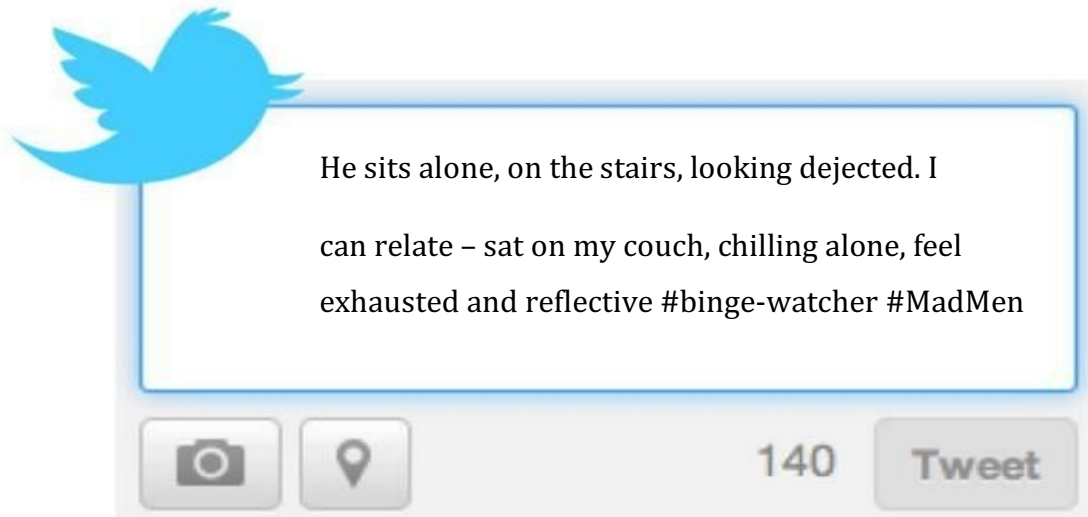 He sits alone, on the stairs, looking dejected. I
can relate – sat on my couch, chilling alone, feel
exhausted and reflective #binge-watcher #MadMen
140 Tweet